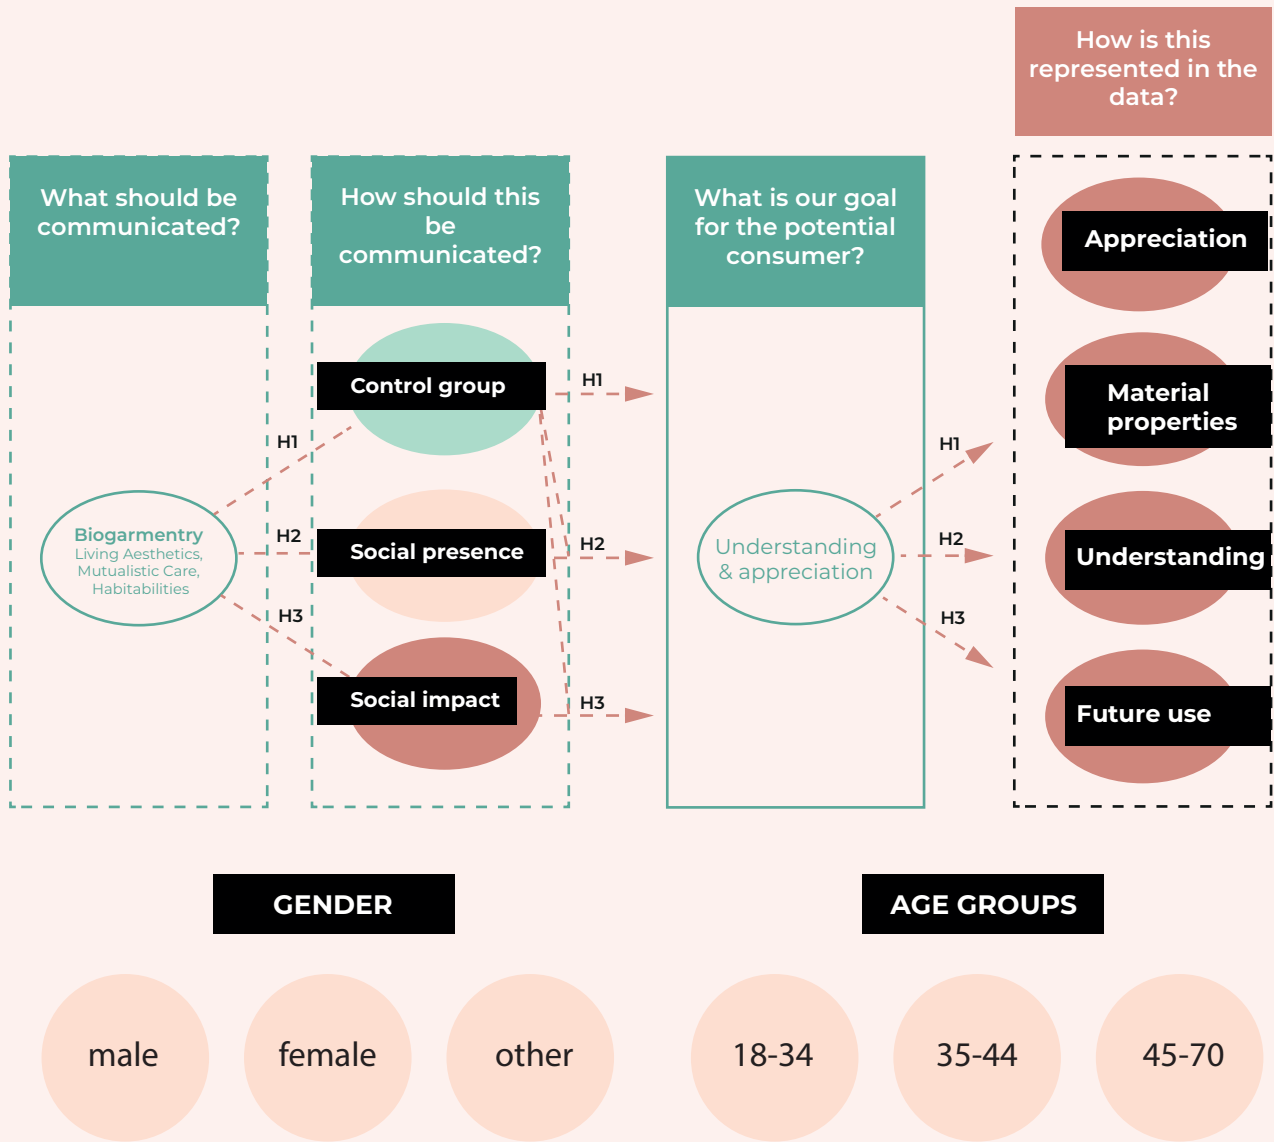 How is this
represented in the
data?
What should be
communicated?
How should this
be
communicated?
What is our goal
for the potential
consumer?
Appreciation
Control group
H1
Material
properties
H1
H1
Biogarmentry
Living Aesthetics,
Mutualistic Care,
Habitabilities
H2
Social presence
H2
Understanding
& appreciation
H2
Understanding
H3
Social impact
H3
H3
Future use
GENDER
AGE GROUPS
male
female
other
18-34
35-44
45-70